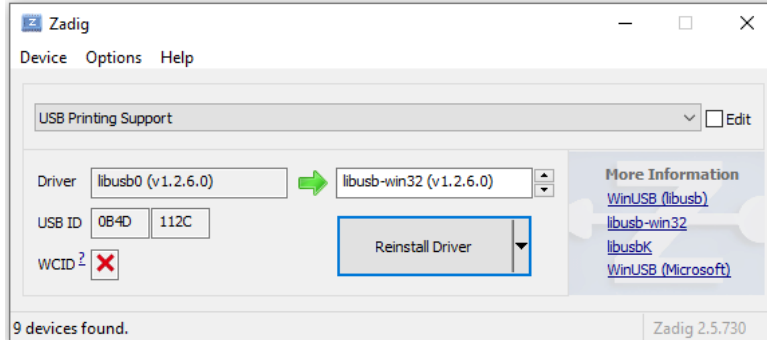 Zadig
Device Options Help
USB Printing Support
Edit
Driver libusb0 (v1.2.6.0) libusb-win32 (v1.2.6.0)
USB ID 0B4D 112C
WCID ?
Reinstall Driver
More Information
WinUSB (libusb)
libusb-win32
libusbK
WinUSB (Microsoft)
9 devices found.
Zadig 2.5.730